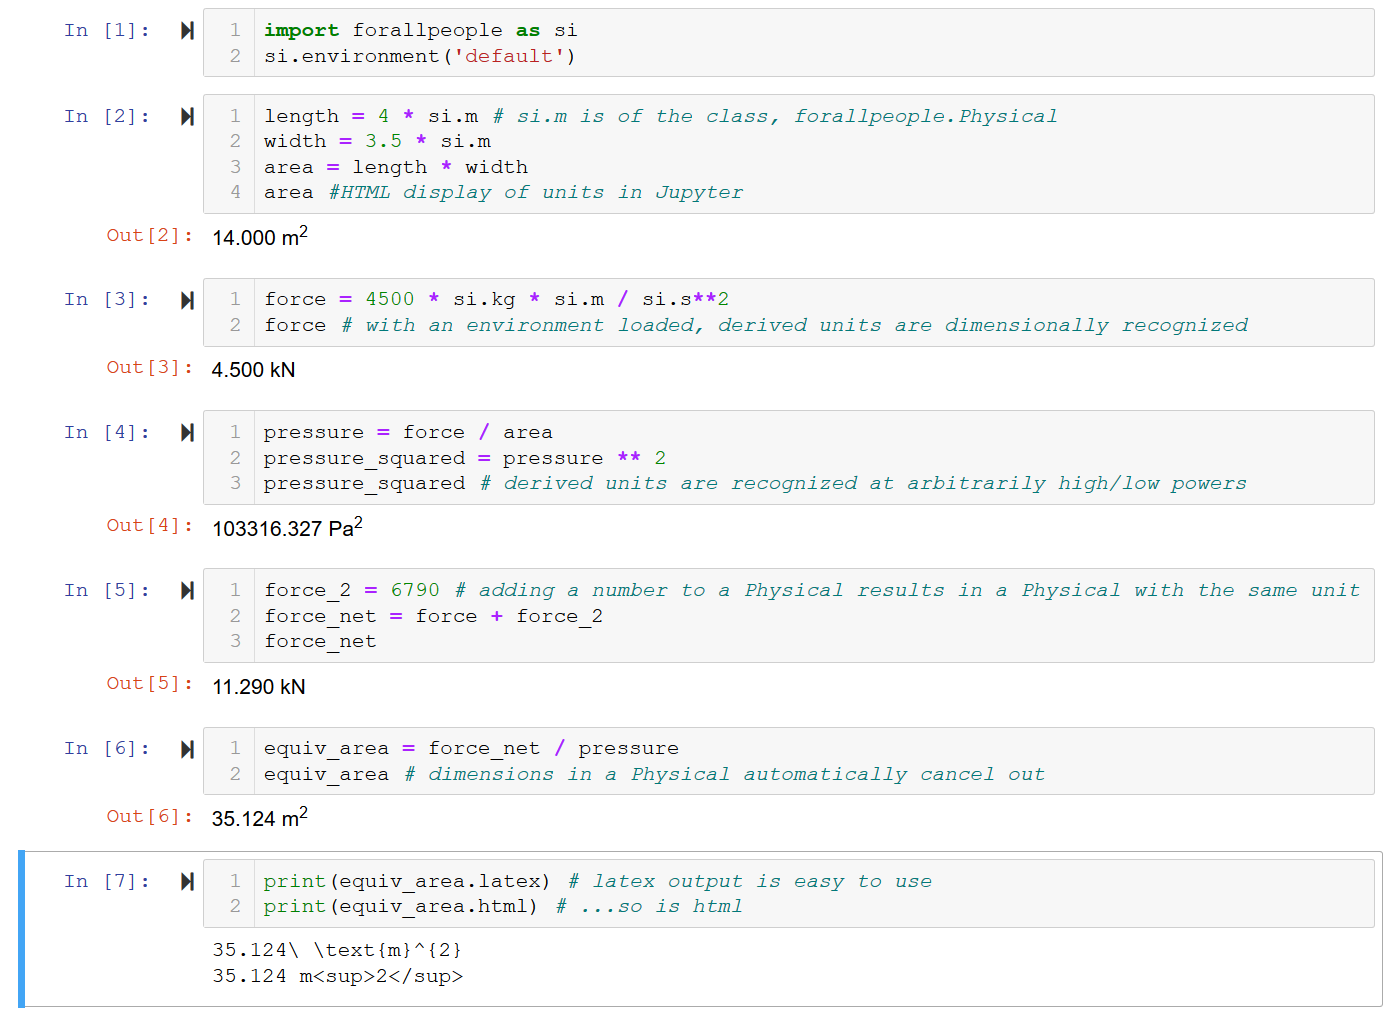 In [1]:
1 import forallpeople as si
2 si.environment('default')
In [2]:
1 length = 4 * si.m # si.m is of the class, forallpeople.Physical
2 width = 3.5 * si.m
3 area = length * width
4 area #HTML display of units in Jupyter
Out[2]: 14.000 m²
In [3]:
1 force = 4500 * si.kg * si.m / si.s**2
2 force # with an environment loaded, derived units are dimensionally recognized
Out[3]: 4.500 kN
In [4]:
1 pressure = force / area
2 pressure_squared = pressure ** 2
3 pressure_squared # derived units are recognized at arbitrarily high/low powers
Out[4]: 103316.327 Pa²
In [5]:
1 force_2 = 6790 # adding a number to a Physical results in a Physical with the same unit
2 force_net = force + force_2
3 force_net
Out[5]: 11.290 kN
In [6]:
1 equiv_area = force_net / pressure
2 equiv_area # dimensions in a Physical automatically cancel out
Out[6]: 35.124 m²
In [7]:
1 print(equiv_area.latex) # latex output is easy to use
2 print(equiv_area.html) # ...so is html
35.124\ \text{m}^{2}
35.124 m<sup>2</sup>